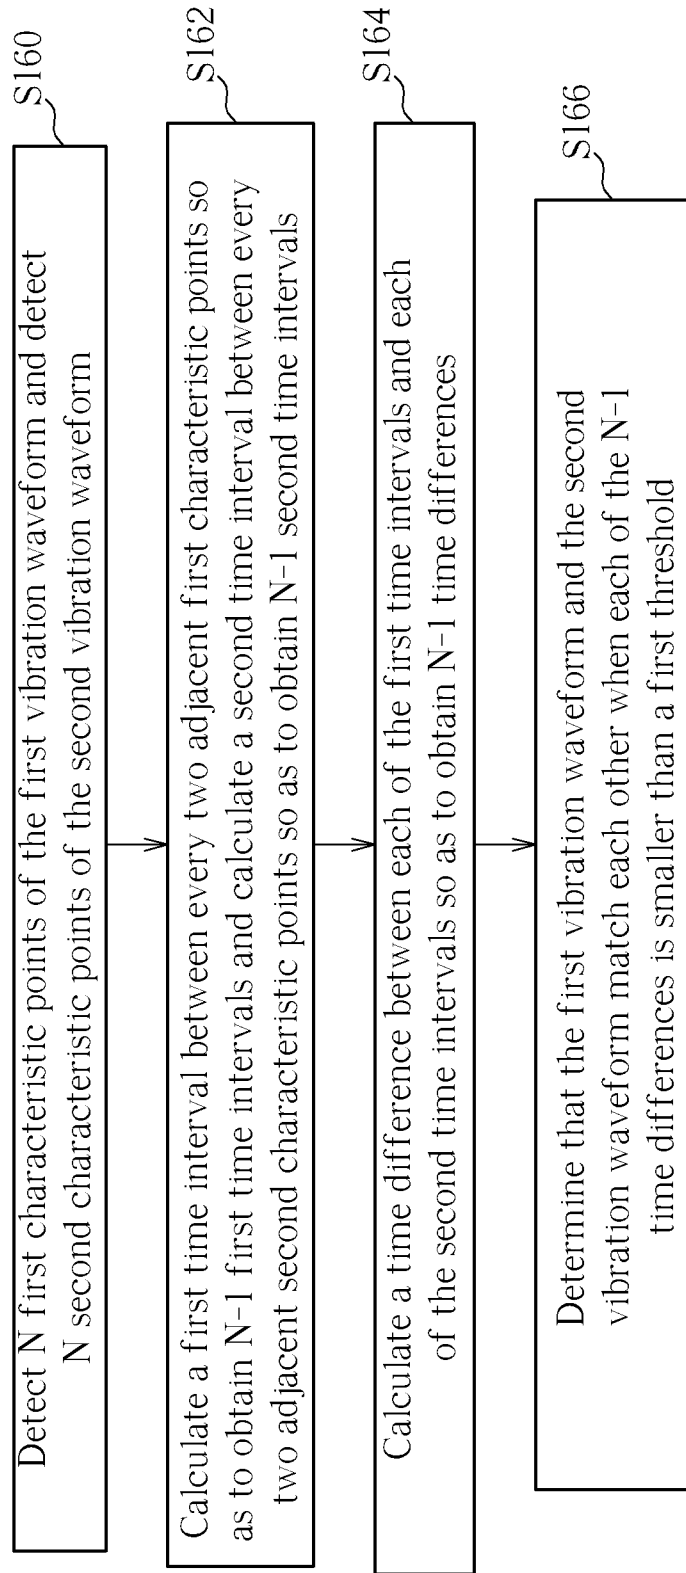 S160
Detect N first characteristic points of the first vibration waveform and detect
N second characteristic points of the second vibration waveform
S162
Calculate a first time interval between every two adjacent first characteristic points so
as to obtain N-1 first time intervals and calculate a second time interval between every
two adjacent second characteristic points so as to obtain N-1 second time intervals
S164
Calculate a time difference between each of the first time intervals and each
of the second time intervals so as to obtain N-1 time differences
S166
Determine that the first vibration waveform and the second
vibration waveform match each other when each of the N-1
time differences is smaller than a first threshold